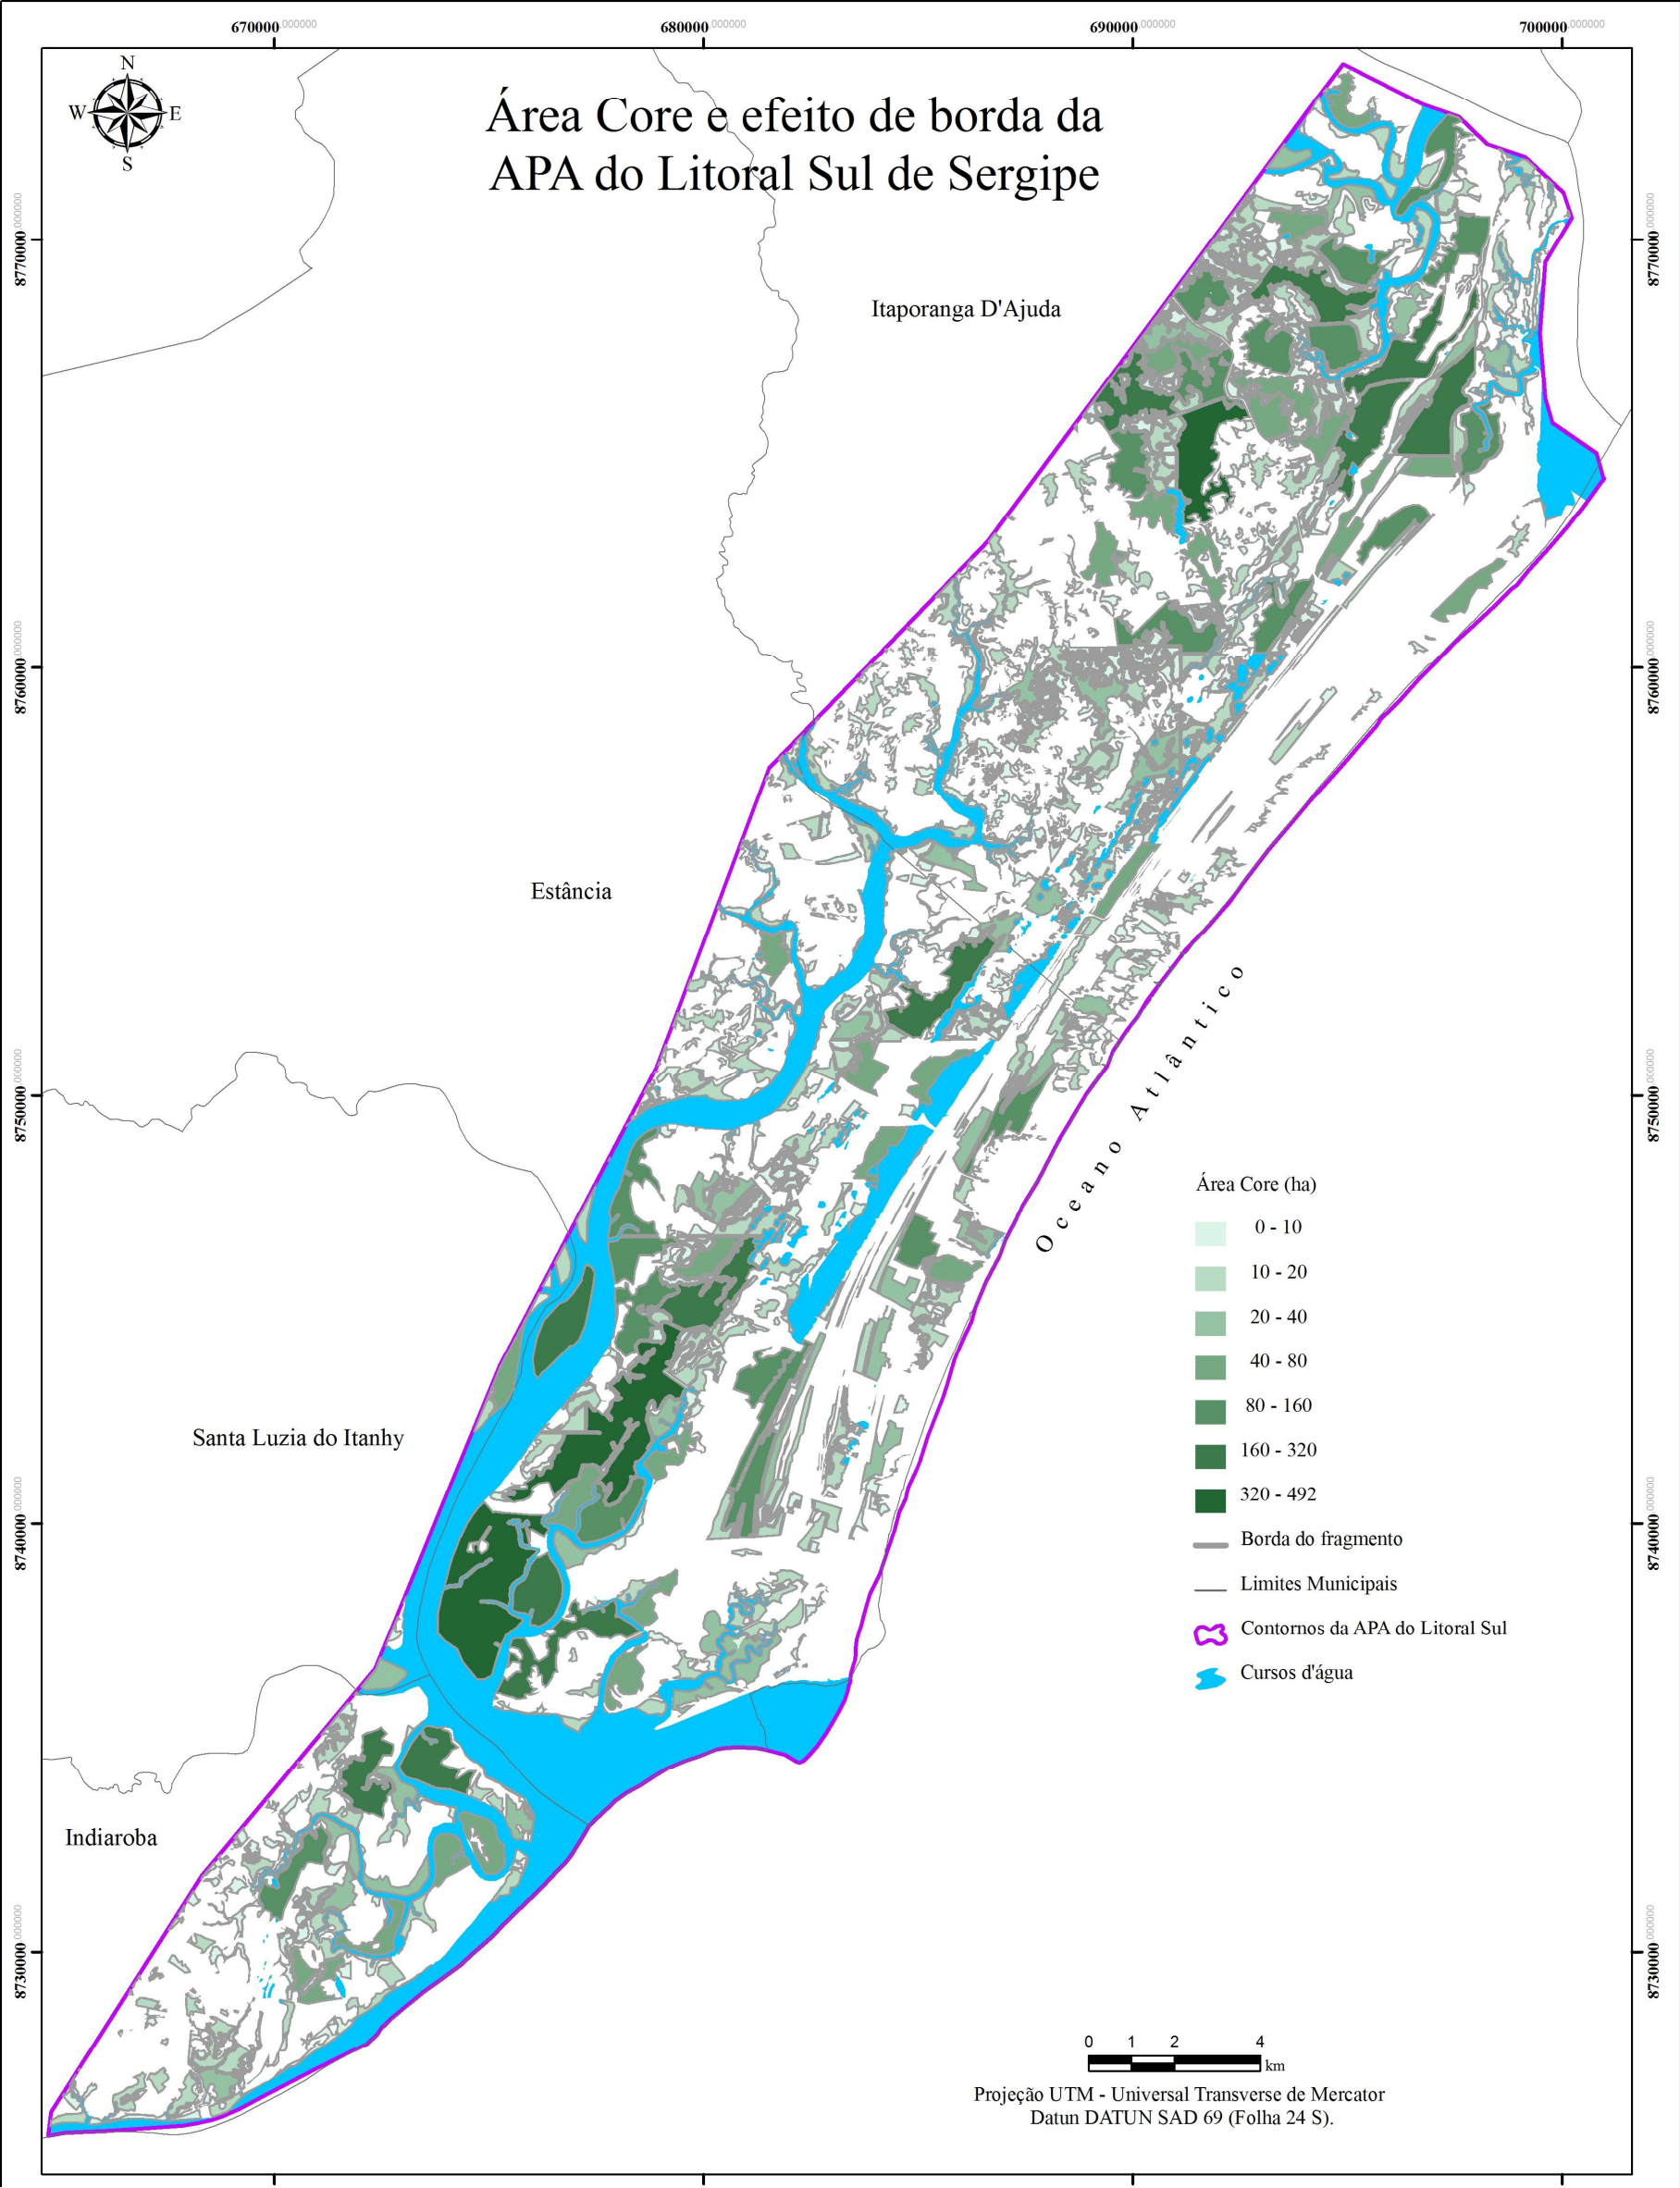 670000,000000
680000,000000
690000,000000
700000,000000
N
W
E
S
Área Core e efeito de borda da
APA do Litoral Sul de Sergipe
8770000,000000
8770000,000000
Itaporanga D'Ajuda
8760000,000000
8760000,000000
Estância
Oceano Atlântico
8750000,000000
8750000,000000
Área Core (ha)
0 - 10
10 - 20
20 - 40
40 - 80
80 - 160
160 - 320
320 - 492
Borda do fragmento
Limites Municipais
Contornos da APA do Litoral Sul
Cursos d'água
Santa Luzia do Itanhy
8740000,000000
8740000,000000
Indiaroba
8730000,000000
8730000,000000
0 1 2 4
km
Projeção UTM - Universal Transverse de Mercator
Datun DATUN SAD 69 (Folha 24 S).